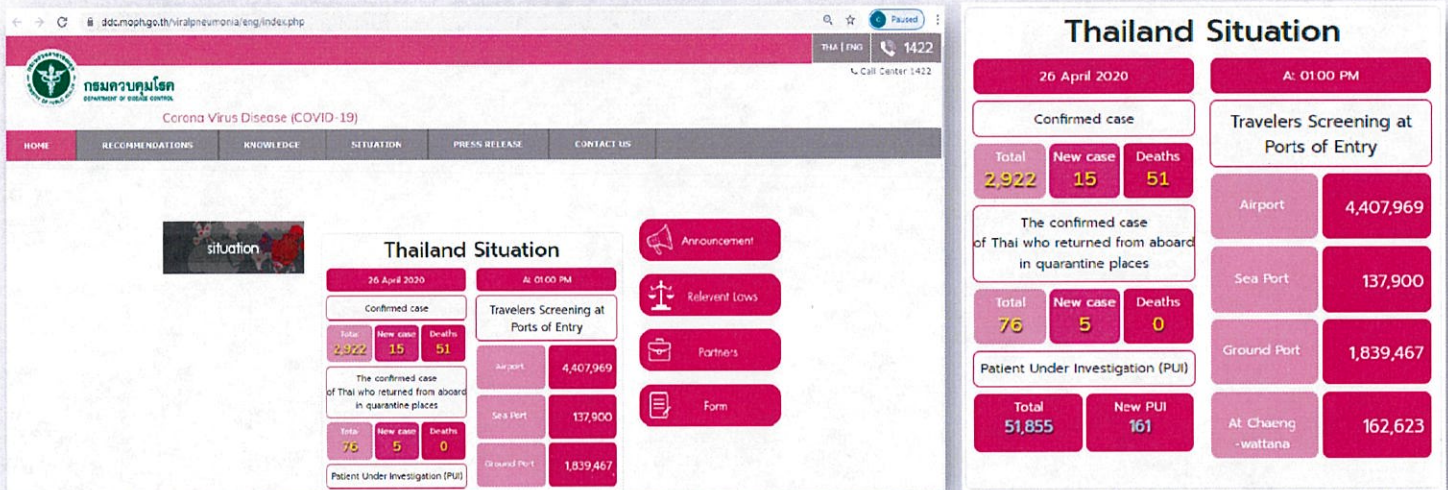 ddc.moph.go.th/viralpneumonia/eng/index.php
Paused
THA | ENG
1422
Call Center 1422
กรมควบคุมโรค
DEPARTMENT OF DISEASE CONTROL
Corona Virus Disease (COVID-19)
HOME
RECOMMENDATIONS
KNOWLEDGE
SITUATION
PRESS RELEASE
CONTACT US
situation
Thailand Situation
26 April 2020
At 01:00 PM
Confirmed case
Total
2,922
New case
15
Deaths
51
The confirmed case
of Thai who returned from aboard
in quarantine places
Total
76
New case
5
Deaths
0
Patient Under Investigation (PUI)
Travelers Screening at
Ports of Entry
Airport
4,407,969
Sea Port
137,900
Ground Port
1,839,467
Announcement
Relevent Laws
Partners
Form
Thailand Situation
26 April 2020
At 01:00 PM
Confirmed case
Total
2,922
New case
15
Deaths
51
The confirmed case
of Thai who returned from aboard
in quarantine places
Total
76
New case
5
Deaths
0
Patient Under Investigation (PUI)
Total
51,855
New PUI
161
Travelers Screening at
Ports of Entry
Airport
4,407,969
Sea Port
137,900
Ground Port
1,839,467
At Chaeng
-wattana
162,623